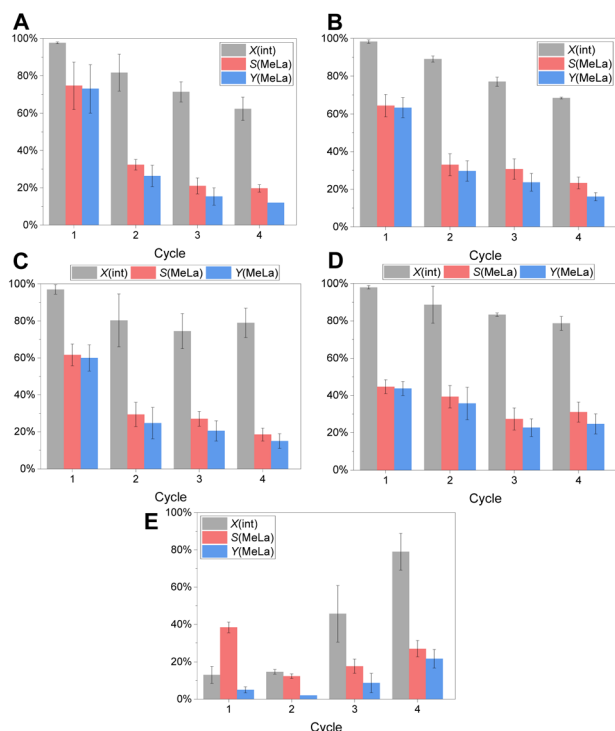 A
100%
80%
60%
40%
20%
0%
X(int)
S(MeLa)
Y(MeLa)
1 2 3 4
Cycle
B
100%
80%
60%
40%
20%
0%
X(int)
S(MeLa)
Y(MeLa)
1 2 3 4
Cycle
C
X(int) S(MeLa) Y(MeLa)
100%
80%
60%
40%
20%
0%
1 2 3 4
Cycle
D
X(int) S(MeLa) Y(MeLa)
100%
80%
60%
40%
20%
0%
1 2 3 4
Cycle
E
100%
80%
60%
40%
20%
0%
X(int)
S(MeLa)
Y(MeLa)
1 2 3 4
Cycle